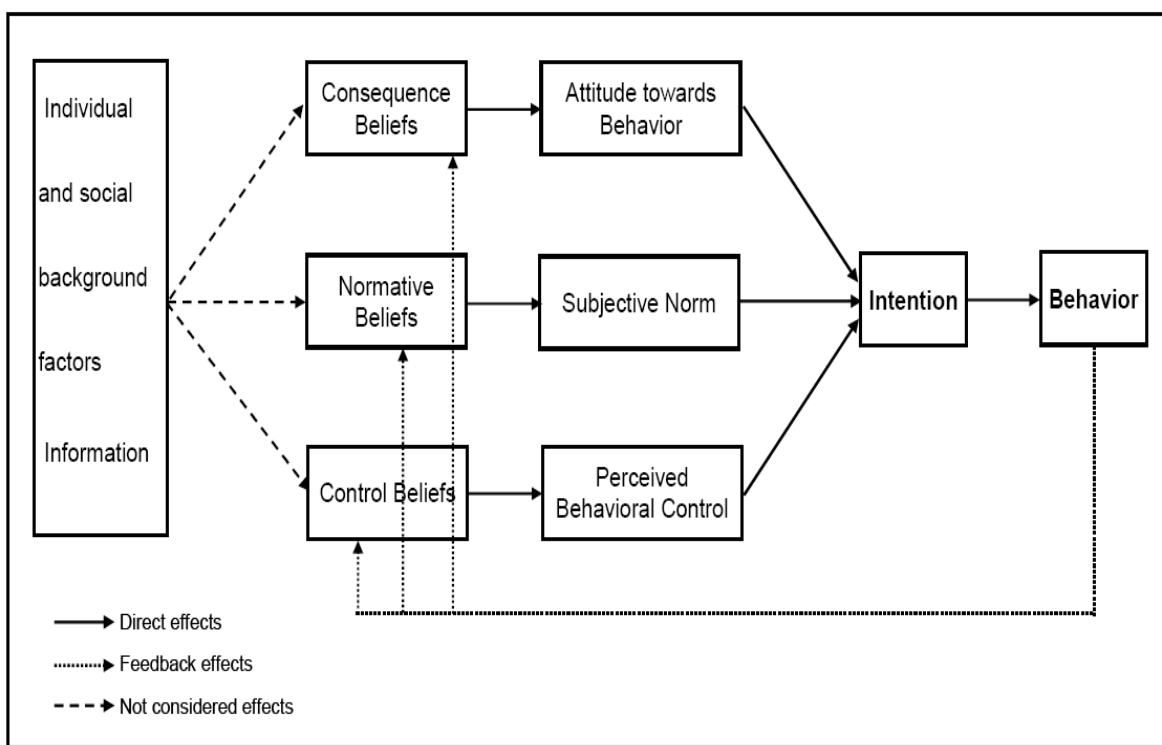 Individual
and social
background
factors
Information
Consequence
Beliefs
Attitude towards
Behavior
Normative
Beliefs
Subjective Norm
Intention
Behavior
Control Beliefs
Perceived
Behavioral Control
Direct effects
Feedback effects
Not considered effects